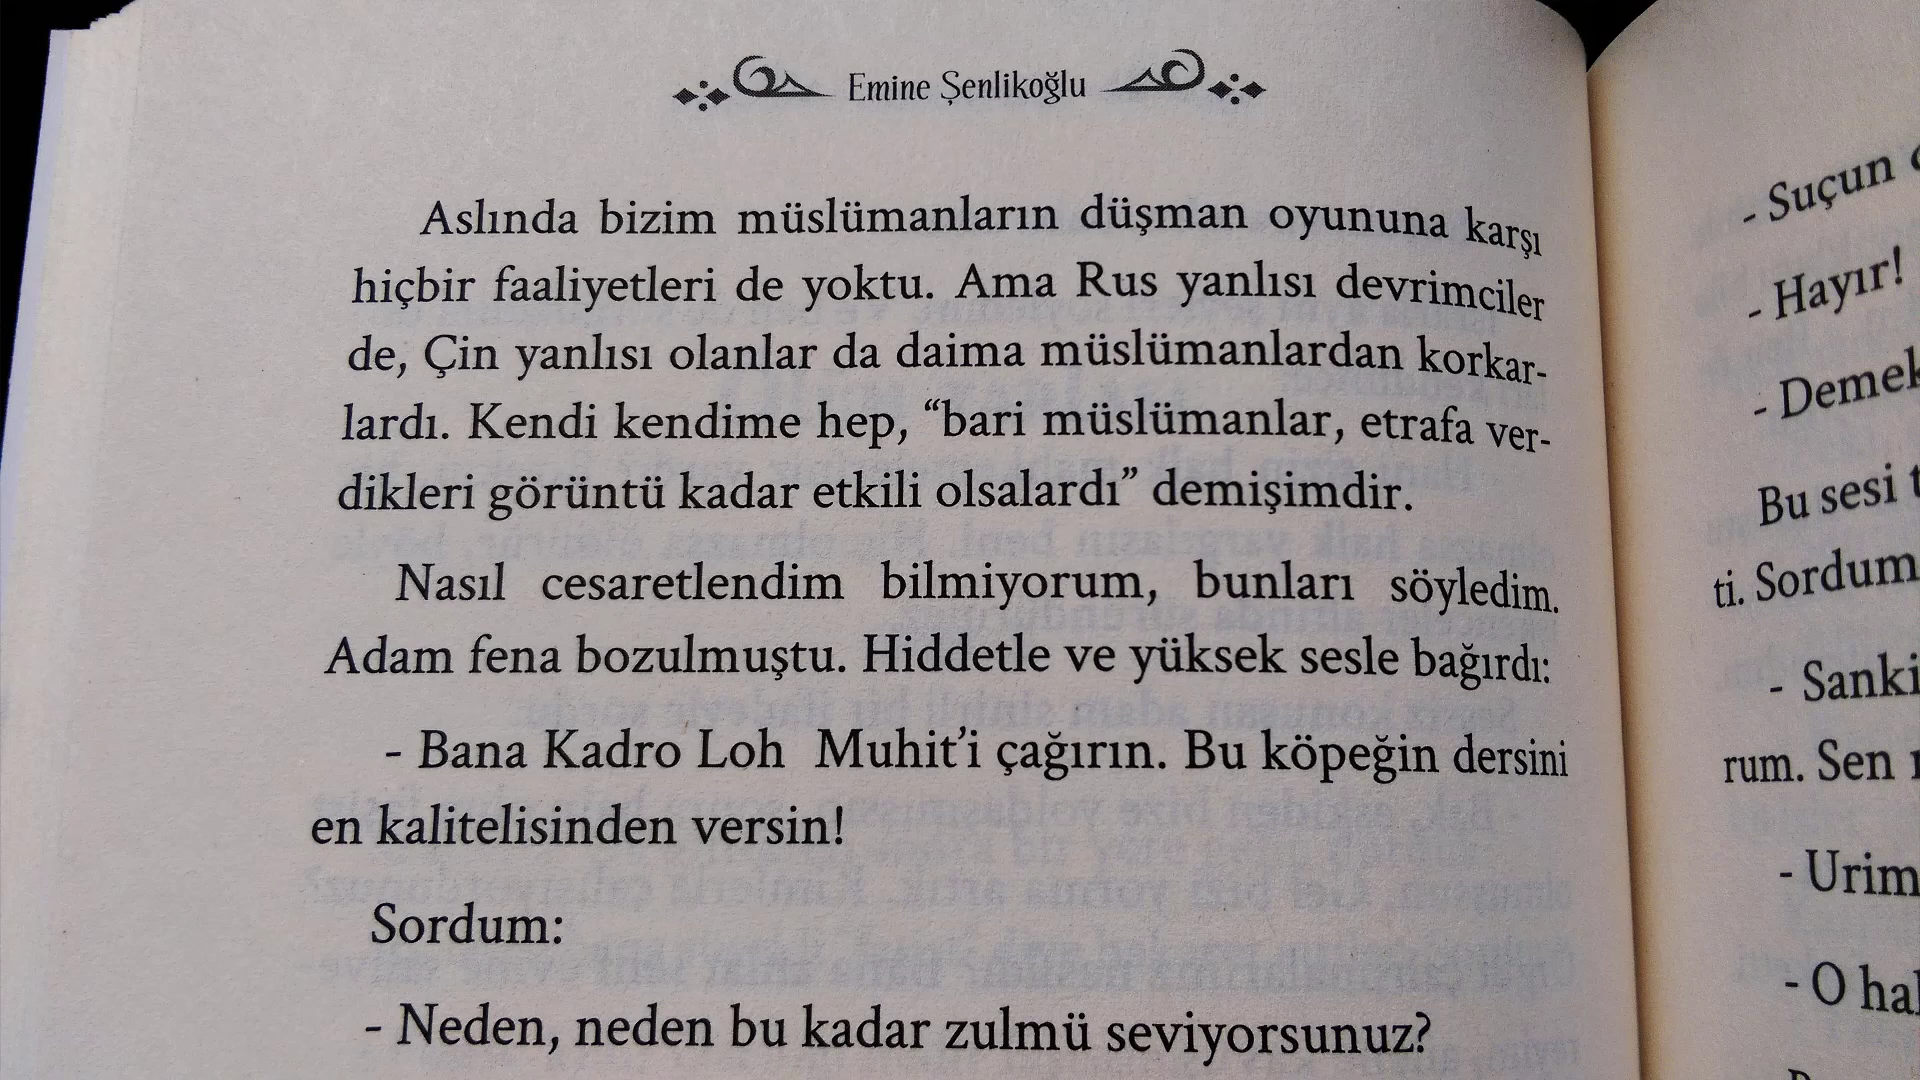 Emine Şenlikoğlu
Aslında bizim müslümanların düşman oyununa karşı
hiçbir faaliyetleri de yoktu. Ama Rus yanlısı devrimciler
de, Çin yanlısı olanlar da daima müslümanlardan korkar-
lardı. Kendi kendime hep, “bari müslümanlar, etrafa ver-
dikleri görüntü kadar etkili olsalardı” demişimdir.
Nasıl cesaretlendim bilmiyorum, bunları söyledim.
Adam fena bozulmuştu. Hiddetle ve yüksek sesle bağırdı:
- Bana Kadro Loh Muhit’i çağırın. Bu köpeğin dersini
en kalitelisinden versin!
Sordum:
- Neden, neden bu kadar zulmü seviyorsunuz?
- Suçun
- Hayır!
- Demek
Bu sesi
ti. Sordum
- Sanki
rum. Sen
- Urim
- O hal